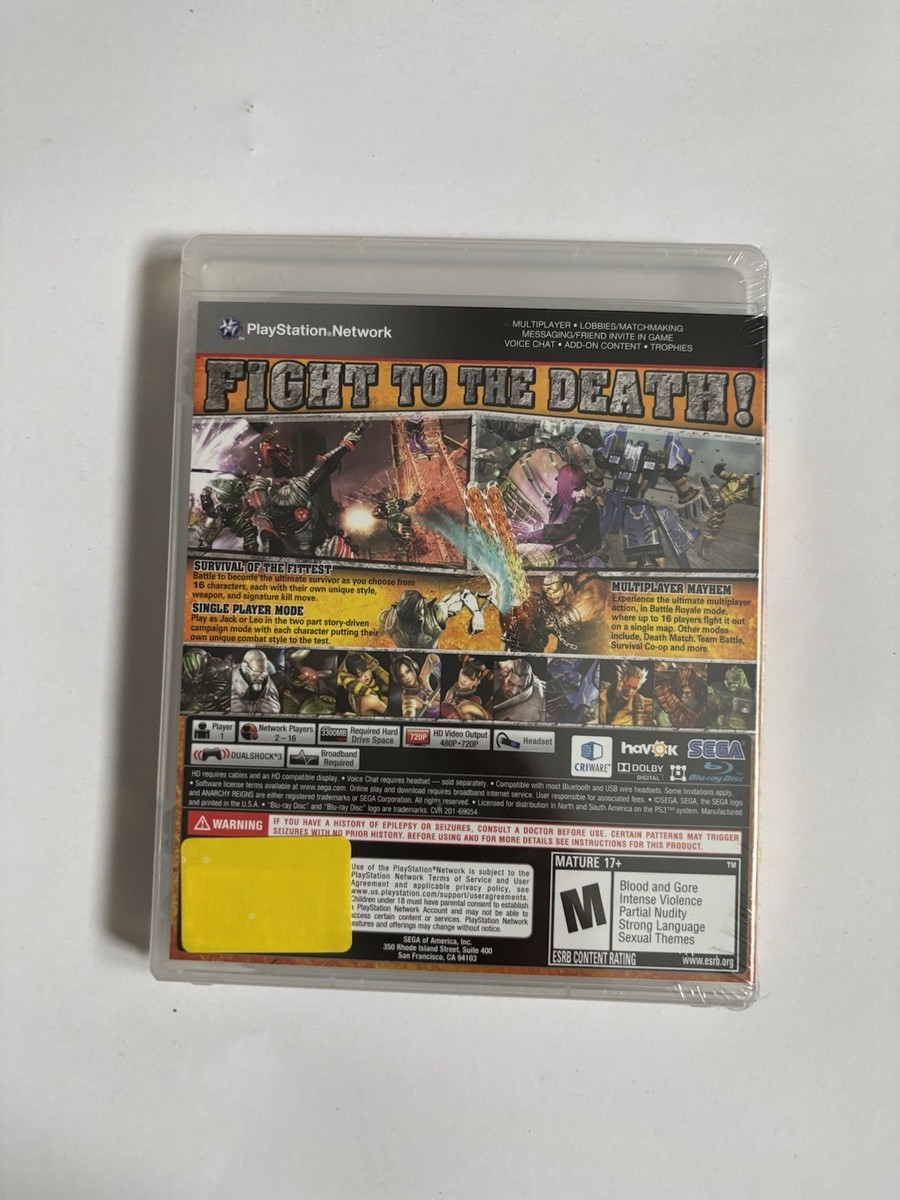 PlayStation®Network
MULTIPLAYER • LOBBIES/MATCHMAKING
MESSAGING/FRIEND INVITE IN GAME
VOICE CHAT • ADD-ON CONTENT • TROPHIES
FIGHT TO THE DEATH!
SURVIVAL OF THE FITTEST
Battle to become the ultimate survivor as you choose from
16 characters, each with their own unique style,
weapon, and signature kill move.
SINGLE PLAYER MODE
Play as Jack or Leo in the two part story-driven
campaign mode with each character putting their
own unique combat style to the test.
MULTIPLAYER MAYHEM
Experience the ultimate multiplayer
action, in Battle Royale mode,
where up to 16 players fight it out
on a single map. Other modes
include, Death Match, Team Battle,
Survival Co-op and more.
Player
1
Network Players
2–16
3300MB
Required Hard
Drive Space
720P
HD Video Output
480P•720P
Headset
DUALSHOCK®3
Broadband
Required
CRIWARE™
havok
SEGA
DOLBY
DIGITAL
Blu-ray Disc
HD requires cables and an HD compatible display. • Voice Chat requires headset — sold separately. • Compatible with most Bluetooth and USB wire headsets. Some limitations apply.
• Software license terms available at www.sega.com. Online play and download requires broadband internet service. User responsible for associated fees. • ©SEGA. SEGA, the SEGA logo
and ANARCHY REIGNS are either registered trademarks or SEGA Corporation. All rights reserved. • Licensed for distribution in North and South America on the PS3™ system. Manufactured
and printed in the U.S.A. • "Blu-ray Disc" and "Blu-ray Disc" logo are trademarks. CVR 201-69054
WARNING
IF YOU HAVE A HISTORY OF EPILEPSY OR SEIZURES, CONSULT A DOCTOR BEFORE USE. CERTAIN PATTERNS MAY TRIGGER
SEIZURES WITH NO PRIOR HISTORY. BEFORE USING AND FOR MORE DETAILS SEE INSTRUCTIONS FOR THIS PRODUCT.
Use of the PlayStation®Network is subject to the
PlayStation Network Terms of Service and User
Agreement and applicable privacy policy, see
www.us.playstation.com/support/useragreements.
Children under 18 must have parental consent to establish
a PlayStation Network Account and may not be able to
access certain content or services. PlayStation Network
features and offerings may change without notice.
SEGA of America, Inc.
350 Rhode Island Street, Suite 400
San Francisco, CA 94103
MATURE 17+
TM
M
Blood and Gore
Intense Violence
Partial Nudity
Strong Language
Sexual Themes
ESRB CONTENT RATING
www.esrb.org